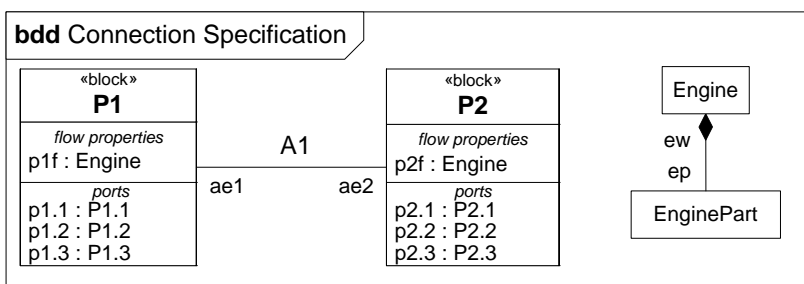 bdd Connection Specification
«block»
P1
flow properties
p1f : Engine
ports
p1.1 : P1.1
p1.2 : P1.2
p1.3 : P1.3
A1
ae1
ae2
«block»
P2
flow properties
p2f : Engine
ports
p2.1 : P2.1
p2.2 : P2.2
p2.3 : P2.3
Engine
ew
ep
EnginePart